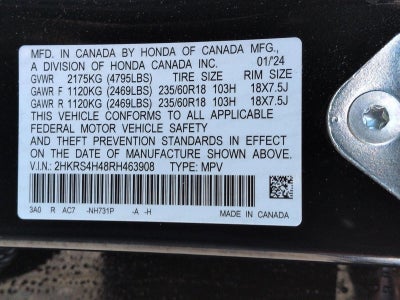 MFD. IN CANADA BY HONDA OF CANADA MFG.,
A DIVISION OF HONDA CANADA INC. 01/'24
GVWR 2175KG (4795LBS) TIRE SIZE RIM SIZE
GAWR F 1120KG (2469LBS) 235/60R18 103H 18X7.5J
GAWR R 1120KG (2469LBS) 235/60R18 103H 18X7.5J
THIS VEHICLE CONFORMS TO ALL APPLICABLE
FEDERAL MOTOR VEHICLE SAFETY
AND THEFT PREVENTION STANDARDS IN EFFECT
ON THE DATE OF MANUFACTURE SHOWN ABOVE.
V.I.N.: 2HKRS4H48RH463908 TYPE: MPV
3A0 R AC7 -NH731P -A -H
MADE IN CANADA